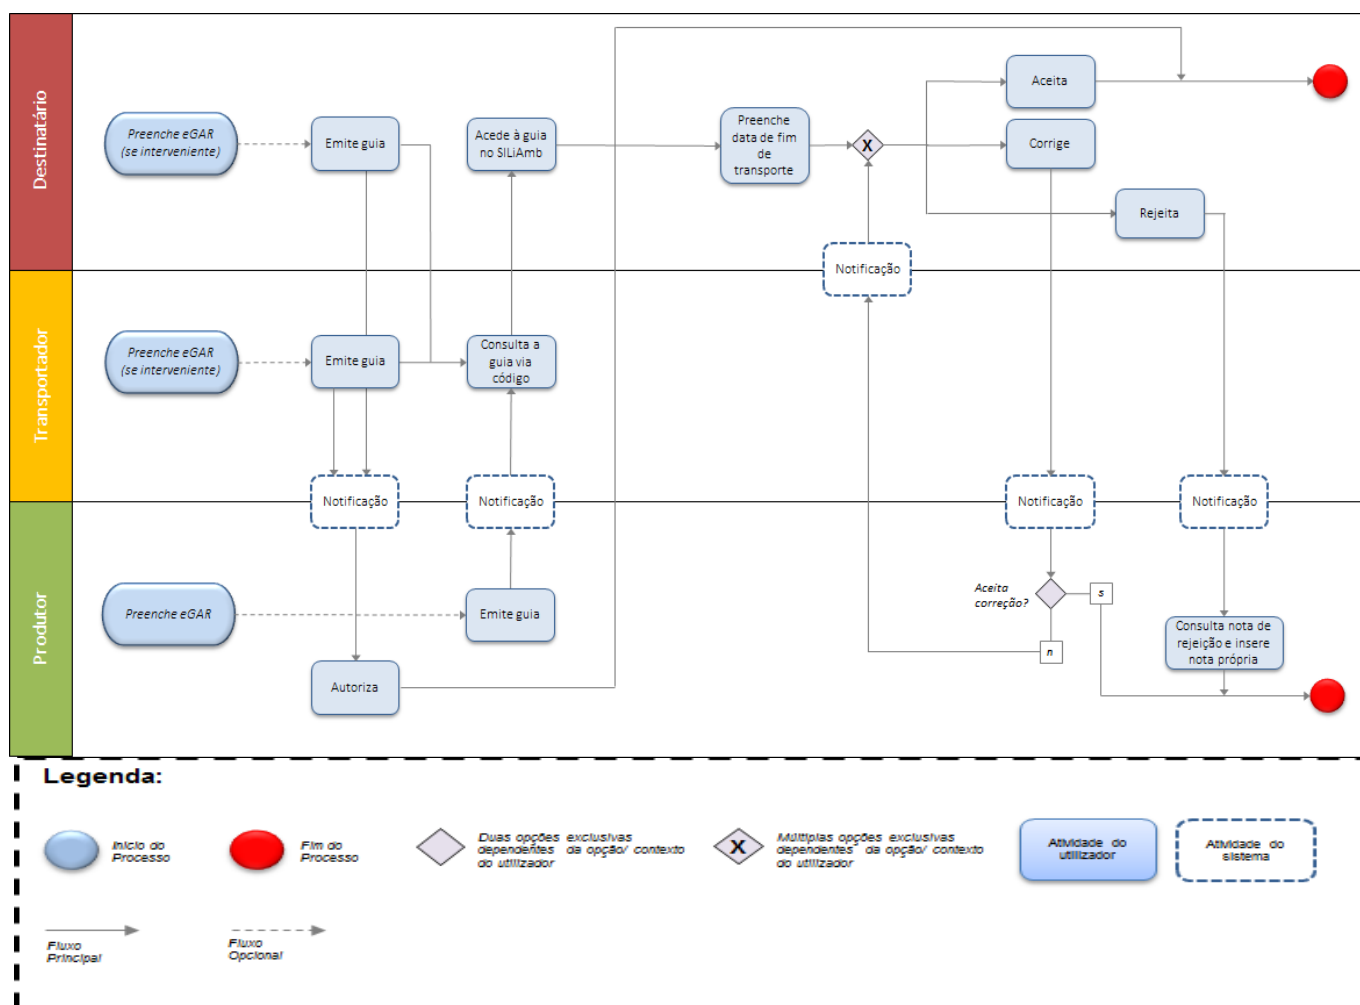 Destinatário
Preenche eGAR
(se interveniente)
Emite guia
Acede à guia
no SILiAmb
Preenche
data de fim
de
transporte
X
Aceita
Corrige
Rejeita
Notificação
Transportador
Preenche eGAR
(se interveniente)
Emite guia
Consulta a
guia via
código
Notificação
Notificação
Notificação
Notificação
Produtor
Preenche eGAR
Emite guia
Autoriza
Aceita
correção?
s
n
Consulta nota de
rejeição e insere
nota própria
Legenda:
Início do
Processo
Fim do
Processo
Duas opções exclusivas
dependentes da opção/ contexto
do utilizador
X
Múltiplas opções exclusivas
dependentes da opção/ contexto
do utilizador
Atividade do
utilizador
Atividade do
sistema
Fluxo
Principal
Fluxo
Opcional